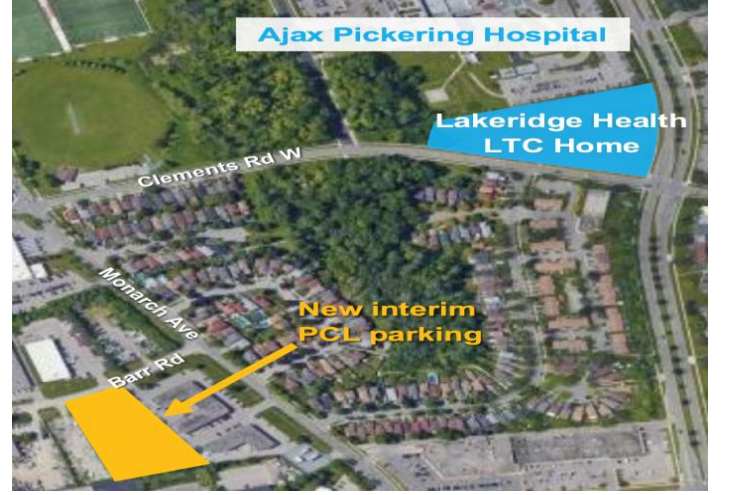 Ajax Pickering Hospital
Lakeridge Health
LTC Home
Clements Rd W
Monarch Ave
New interim
PCL parking
Barr Rd